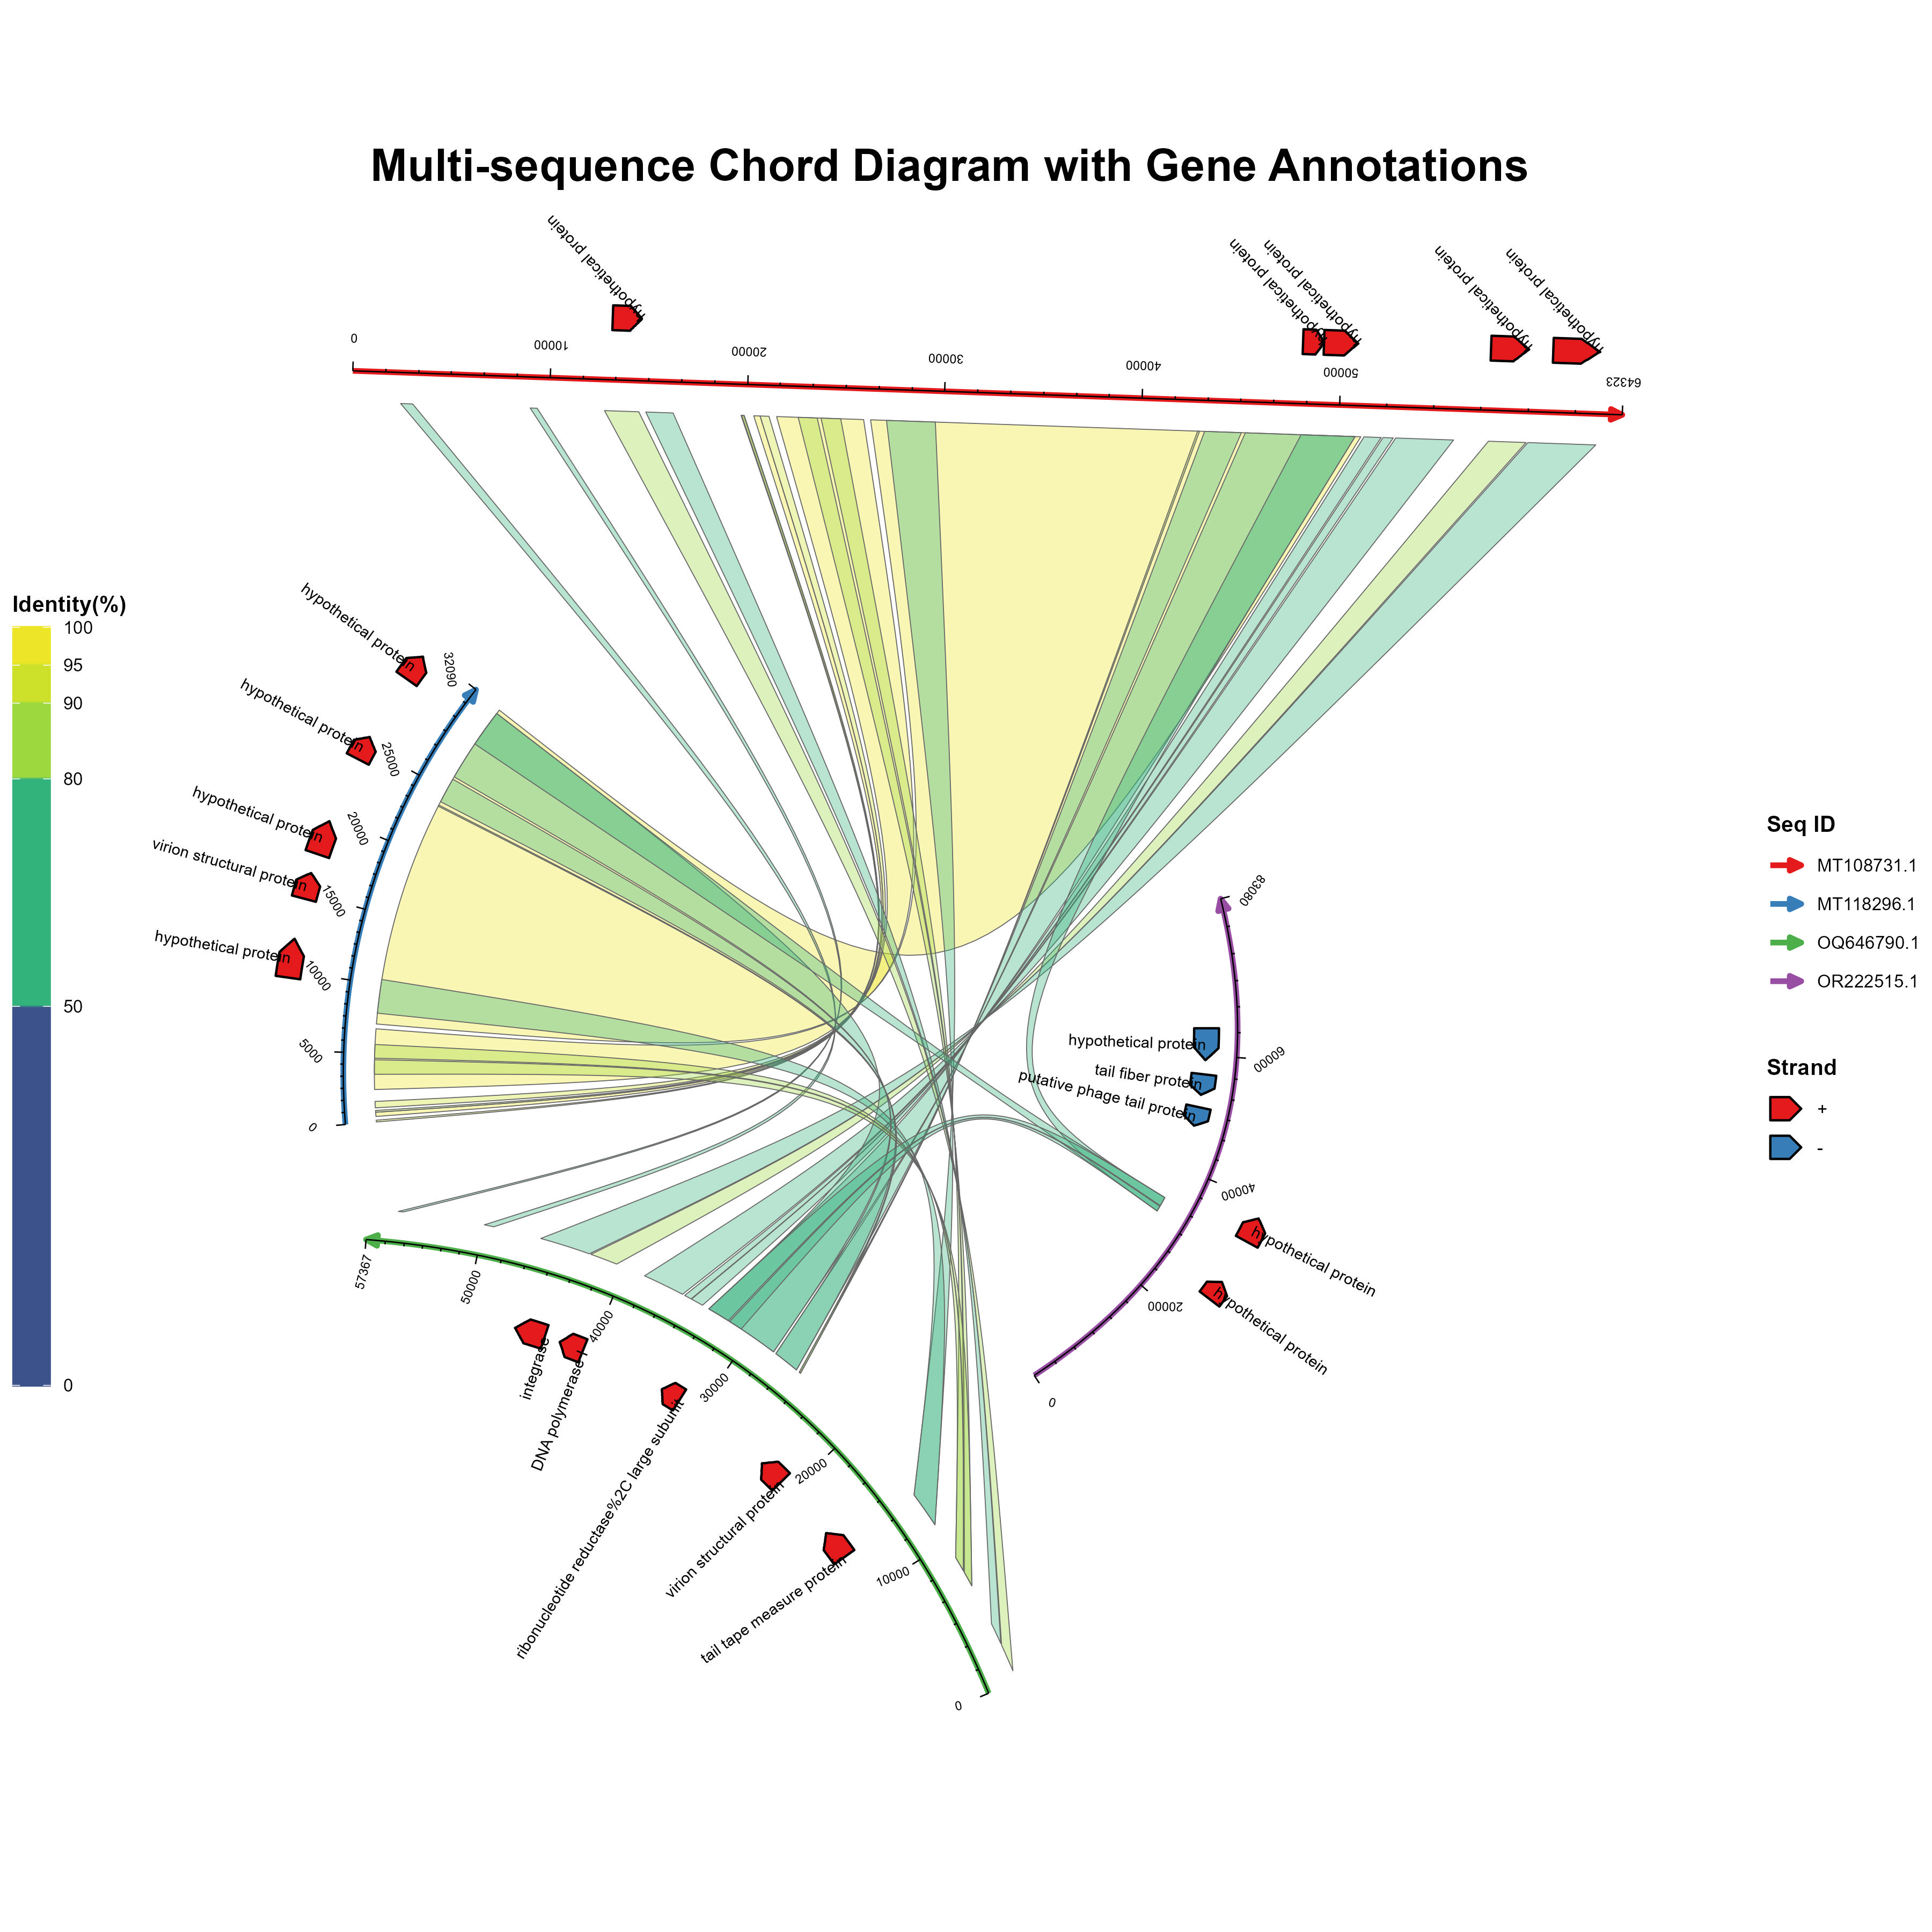 Multi-sequence Chord Diagram with Gene Annotations
hypothetical protein
hypothetical protein
hypothetical protein
hypothetical protein
hypothetical protein
0
10000
20000
30000
40000
50000
64323
Identity(%)
100
95
90
80
50
0
hypothetical protein
hypothetical protein
hypothetical protein
virion structural protein
hypothetical protein
32090
25000
20000
15000
10000
5000
0
83080
60000
40000
20000
0
hypothetical protein
tail fiber protein
putative phage tail protein
hypothetical protein
hypothetical protein
57367
50000
40000
30000
20000
10000
0
integrase
DNA polymerase I
ribonucleotide reductase%2C large subunit
virion structural protein
tail tape measure protein
Seq ID
MT108731.1
MT118296.1
OQ646790.1
OR222515.1
Strand
+
-